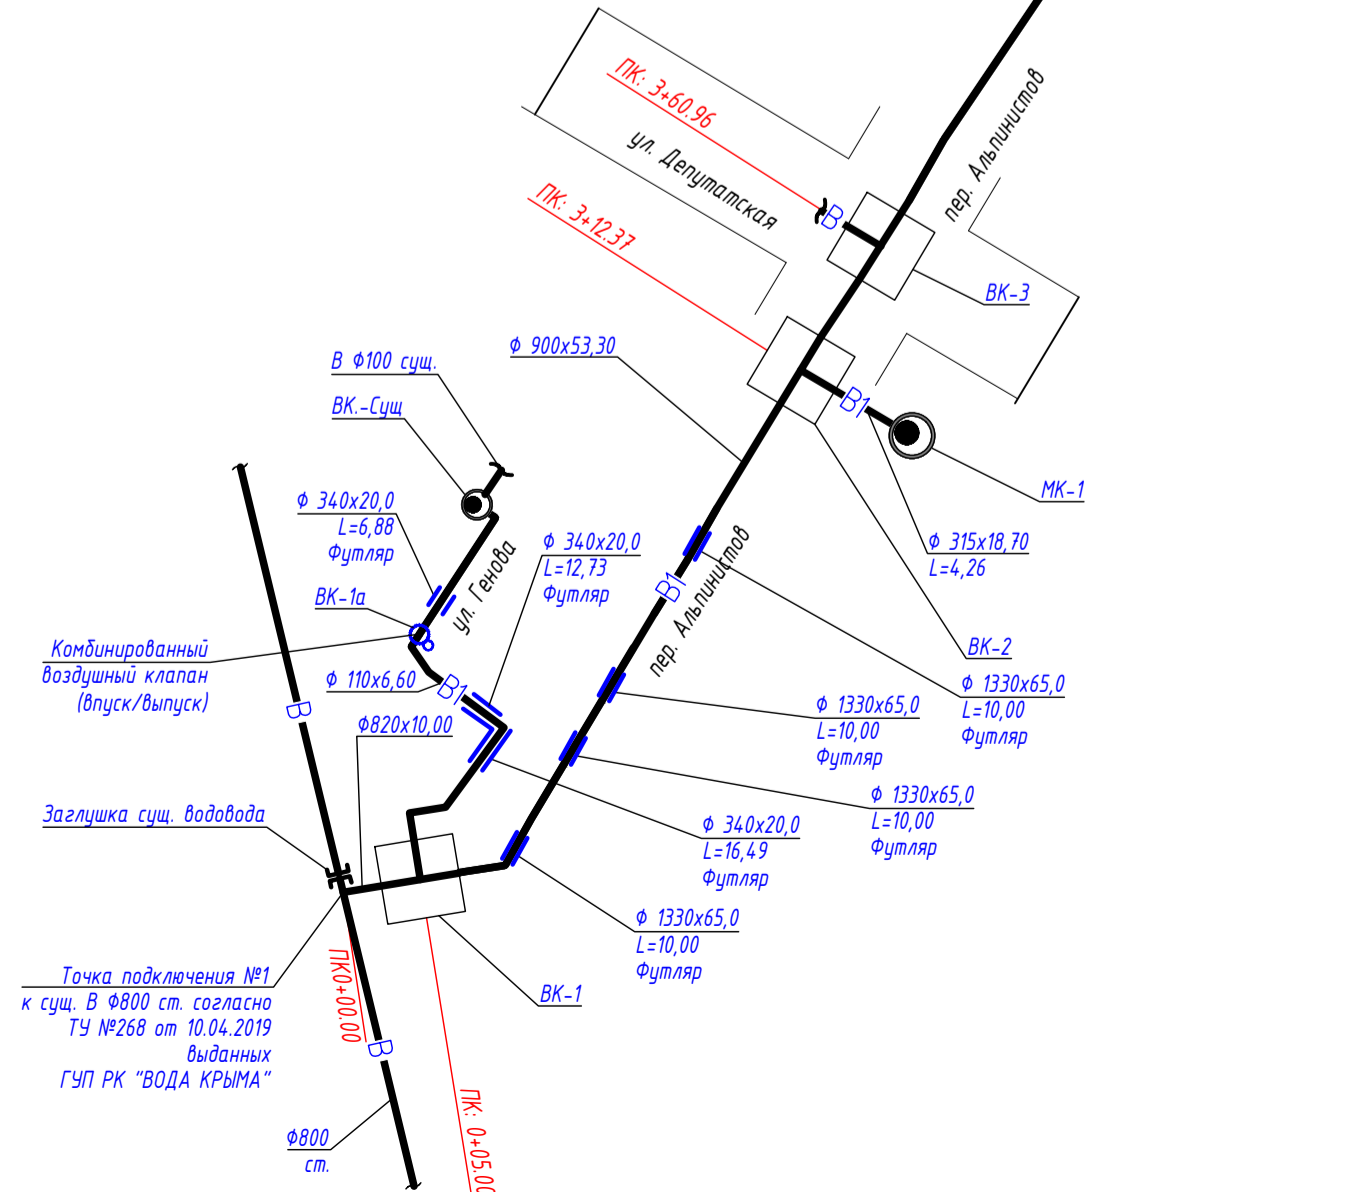 ПК: 3+60.96
ул. Депутатская
пер. Альпинистов
ПК: 3+12.37
В
ВК-3
Ф 900х53,30
В Ф100 сущ.
ВК.-Сущ
В1
МК-1
Ф 340х20,0
L=6,88
Футляр
Ф 340х20,0
L=12,73
Футляр
Ф 315х18,70
L=4,26
ул. Генова
В1
пер. Альпинистов
ВК-1а
ВК-2
Комбинированный
воздушный клапан
(впуск/выпуск)
Ф 110х6,60
В1
Ф 1330х65,0
L=10,00
Футляр
Ф 1330х65,0
L=10,00
Футляр
В
Ф820х10,00
Ф 1330х65,0
L=10,00
Футляр
Заглушка сущ. водовода
Ф 340х20,0
L=16,49
Футляр
Ф 1330х65,0
L=10,00
Футляр
Точка подключения №1
к сущ. В Ф800 ст. согласно
ТУ №268 от 10.04.2019
выданных
ГУП РК "ВОДА КРЫМА"
ПК0+00.00
ВК-1
В
ПК: 0+05.00
Ф800
ст.